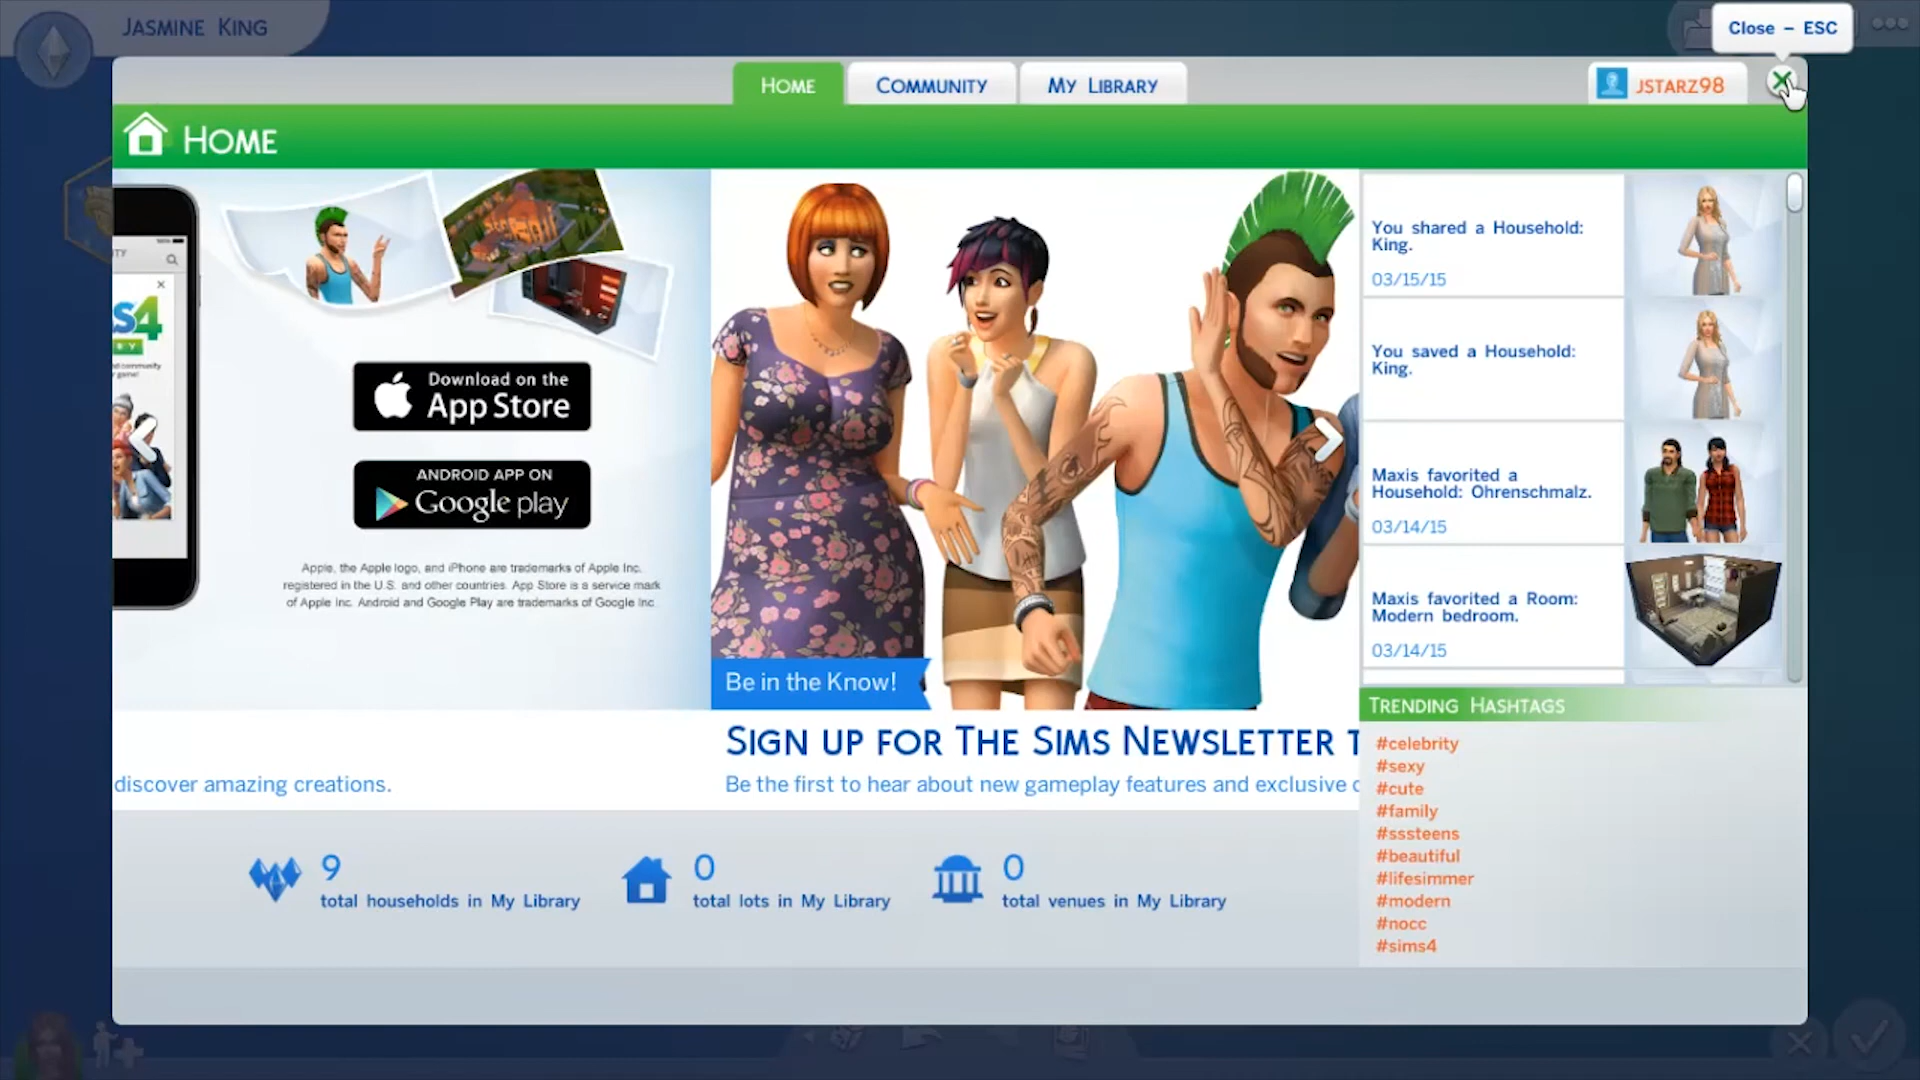 JASMINE KING
Close – ESC
HOME
COMMUNITY
MY LIBRARY
JSTARZ98
HOME
S4
Download on the
App Store
ANDROID APP ON
Google play
Apple, the Apple logo, and iPhone are trademarks of Apple Inc.
registered in the U.S. and other countries. App Store is a service mark
of Apple Inc. Android and Google Play are trademarks of Google Inc
discover amazing creations.
Be in the Know!
SIGN UP FOR THE SIMS NEWSLETTER T
Be the first to hear about new gameplay features and exclusive
You shared a Household:
King.
03/15/15
You saved a Household:
King.
Maxis favorited a
Household: Ohrenschmalz.
03/14/15
Maxis favorited a Room:
Modern bedroom.
03/14/15
TRENDING HASHTAGS
#celebrity
#sexy
#cute
#family
#sssteens
#beautiful
#lifesimmer
#modern
#nocc
#sims4
9
total households in My Library
0
total lots in My Library
0
total venues in My Library